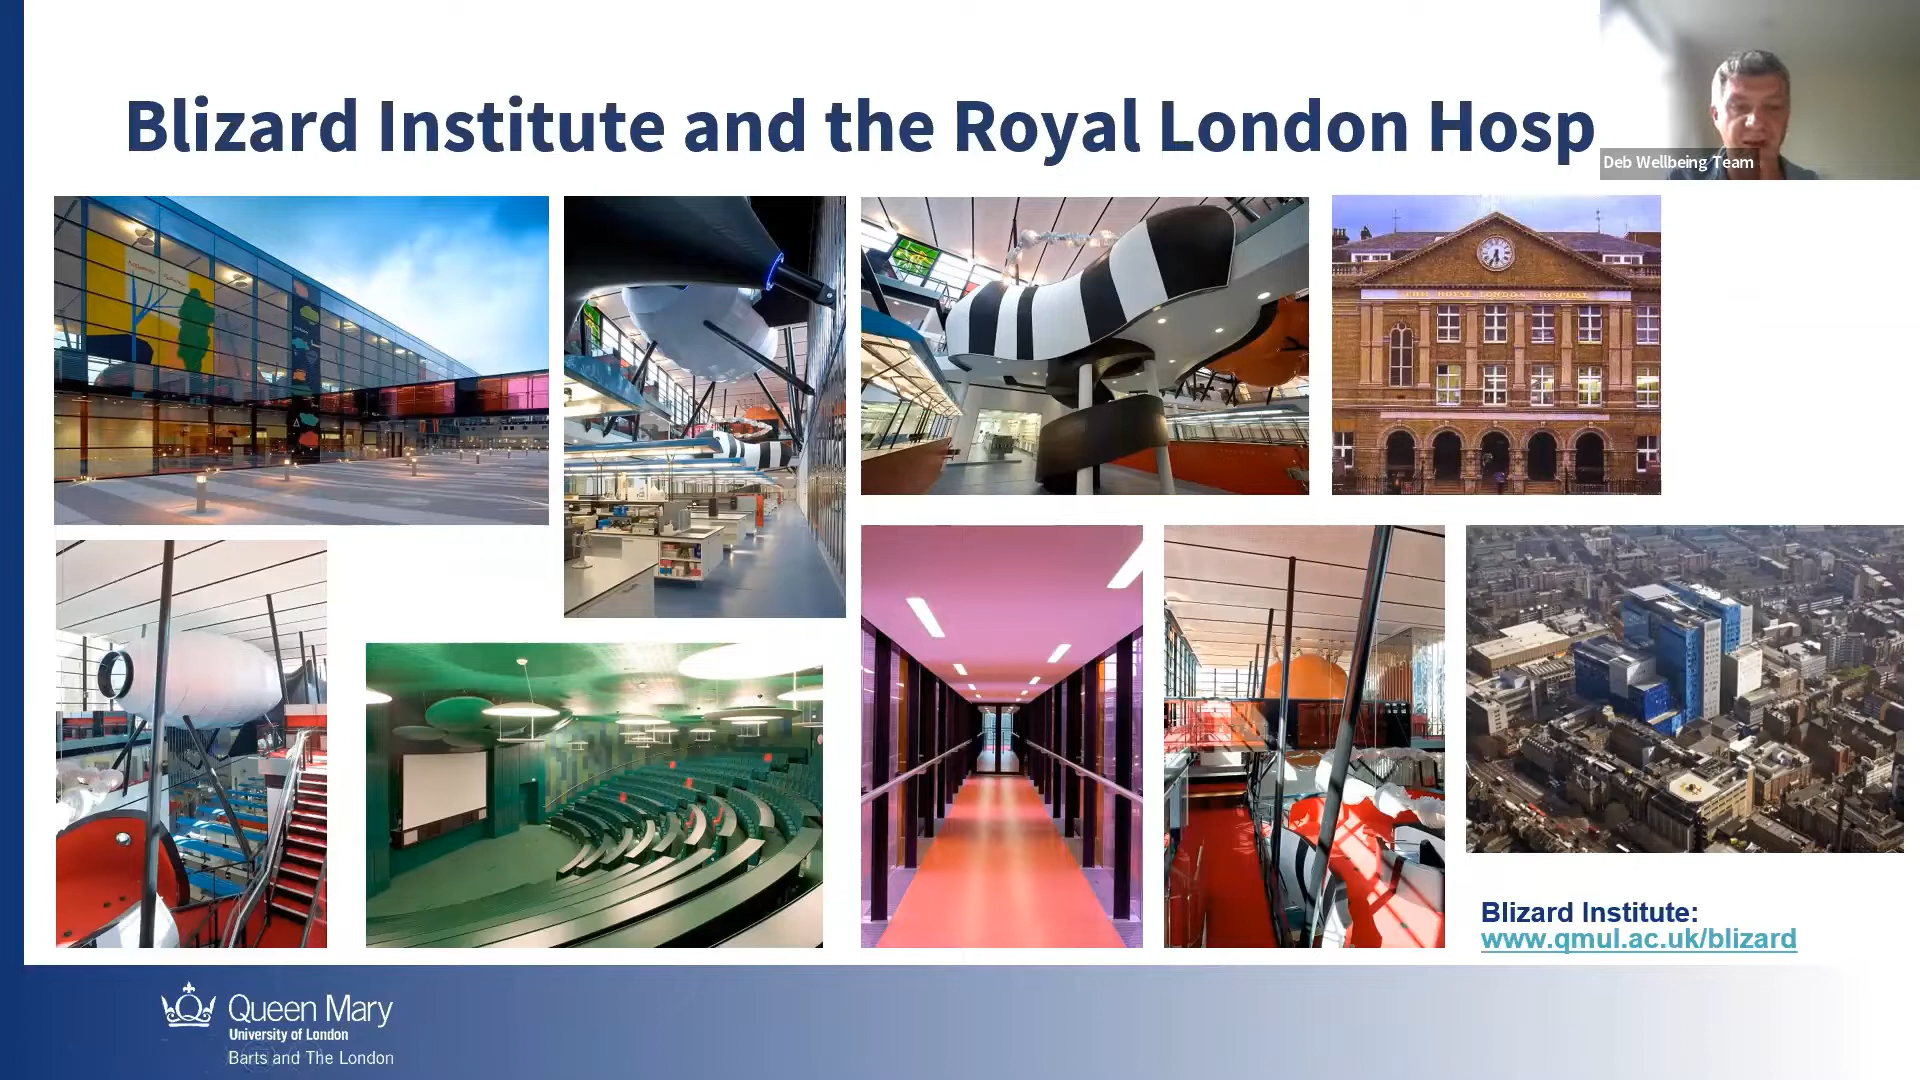 Blizard Institute and the Royal London Hosp
Deb Wellbeing Team
THE ROYAL LONDON HOSPITAL
Blizard Institute:
www.qmul.ac.uk/blizard
Queen Mary
University of London
Barts and The London